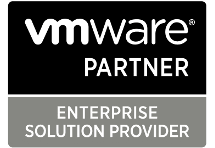 vmware®
PARTNER
ENTERPRISE
SOLUTION PROVIDER